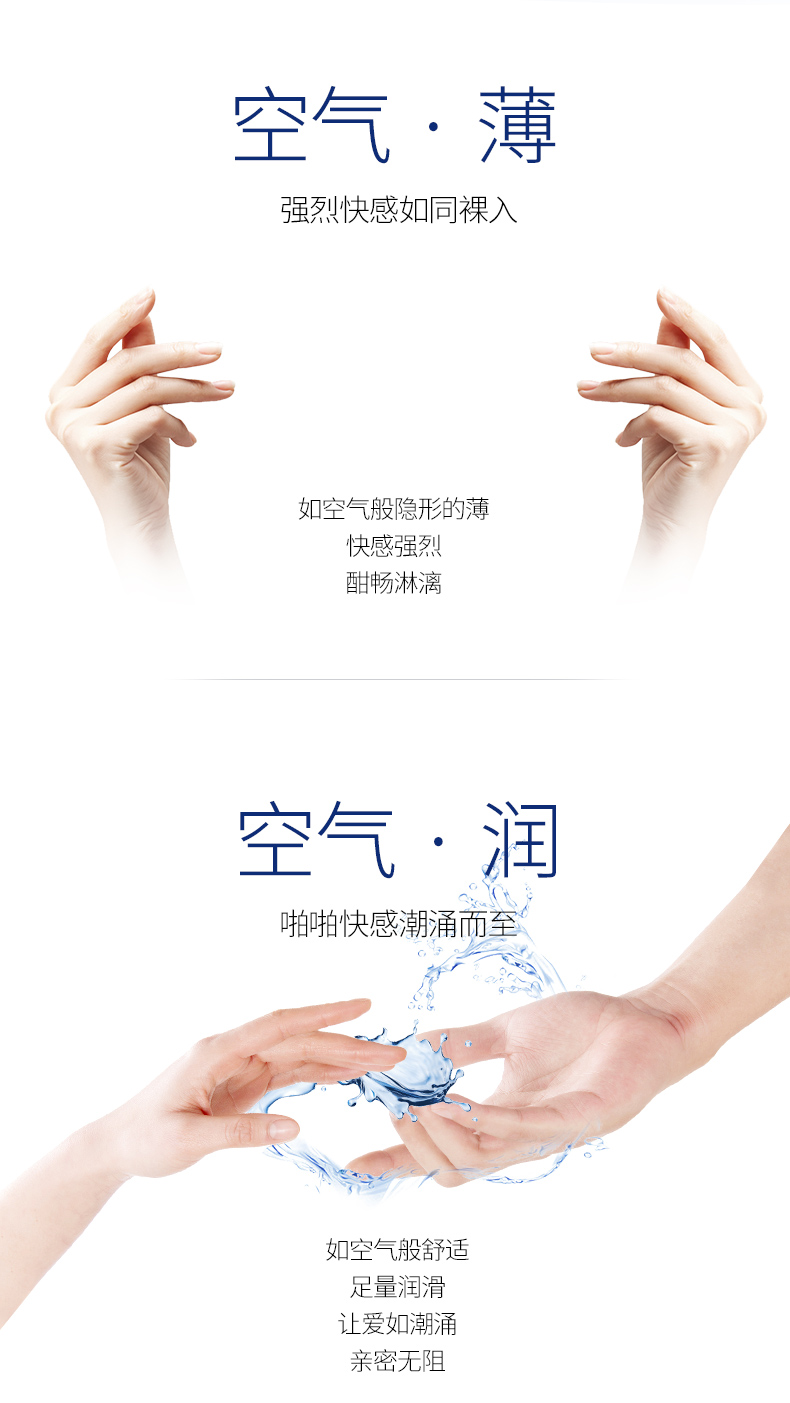 空气·薄
强烈快感如同裸入
如空气般隐形的薄
快感强烈
酣畅淋漓
空气·润
啪啪快感潮涌而至
如空气般舒适
足量润滑
让爱如潮涌
亲密无阻